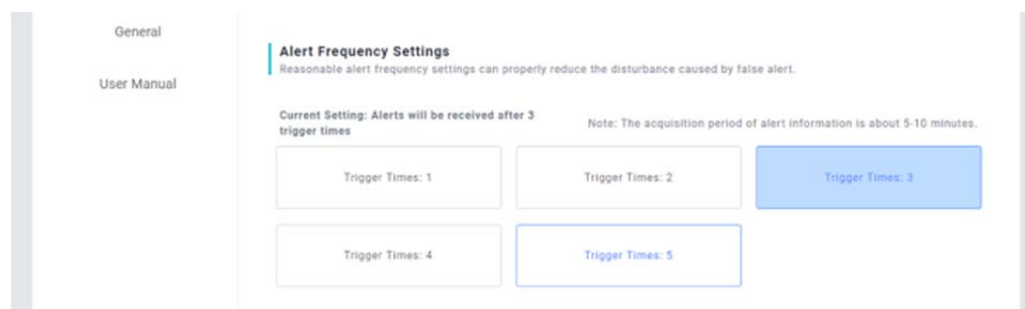 General
User Manual
Alert Frequency Settings
Reasonable alert frequency settings can properly reduce the disturbance caused by false alert.
Current Setting: Alerts will be received after 3
trigger times
Note: The acquisition period of alert information is about 5-10 minutes.
Trigger Times: 1
Trigger Times: 2
Trigger Times: 3
Trigger Times: 4
Trigger Times: 5